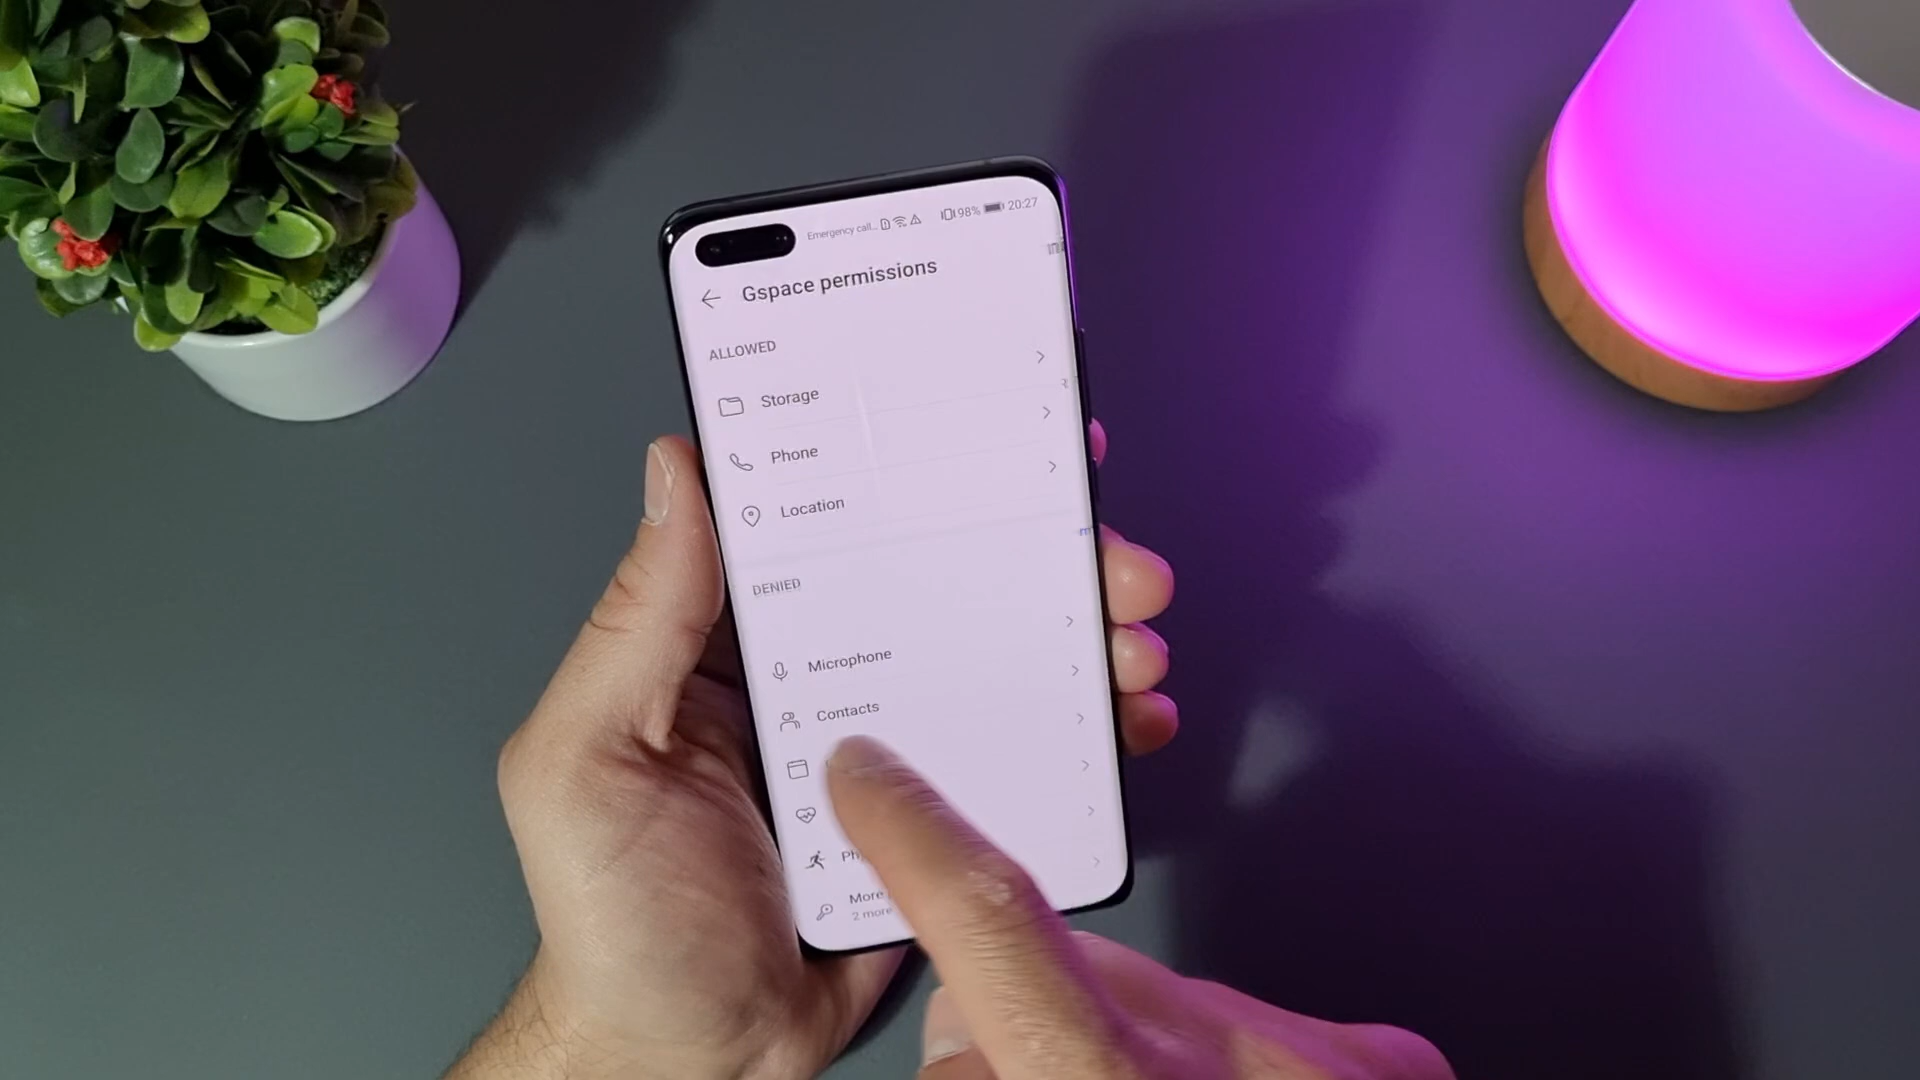 Emergency call... 98% 20:27
Gspace permissions
ALLOWED
Storage
Phone
Location
DENIED
Microphone
Contacts
More
2 more